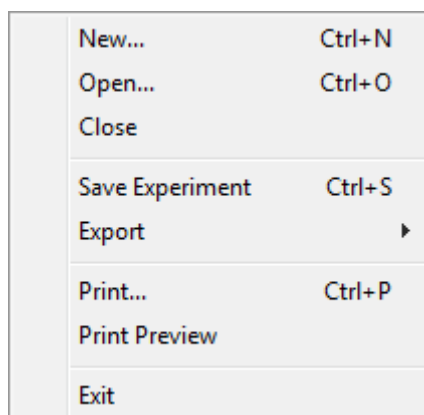 New... Ctrl+N
Open... Ctrl+O
Close
Save Experiment Ctrl+S
Export
Print... Ctrl+P
Print Preview
Exit